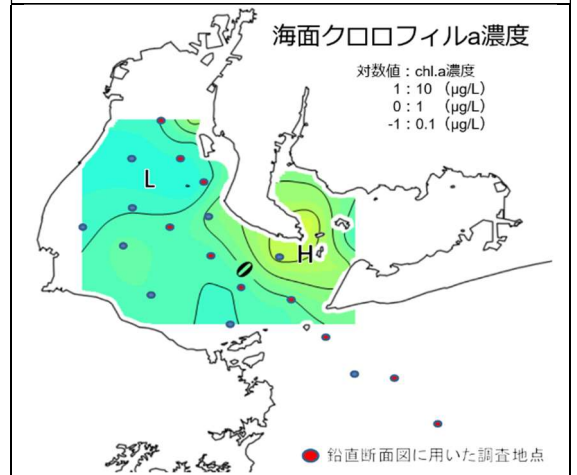 海面クロロフィルa濃度
対数値：chl.a濃度
1：10 (μg/L)
0：1 (μg/L)
-1：0.1 (μg/L)
L
H
0
鉛直断面図に用いた調査地点